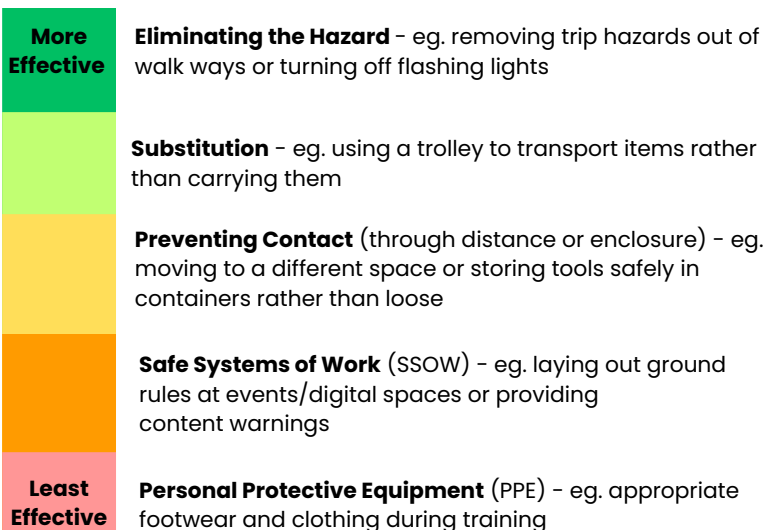 More
Effective
Eliminating the Hazard - eg. removing trip hazards out of
walk ways or turning off flashing lights
Substitution - eg. using a trolley to transport items rather
than carrying them
Preventing Contact (through distance or enclosure) - eg.
moving to a different space or storing tools safely in
containers rather than loose
Safe Systems of Work (SSOW) - eg. laying out ground
rules at events/digital spaces or providing
content warnings
Least
Effective
Personal Protective Equipment (PPE) - eg. appropriate
footwear and clothing during training